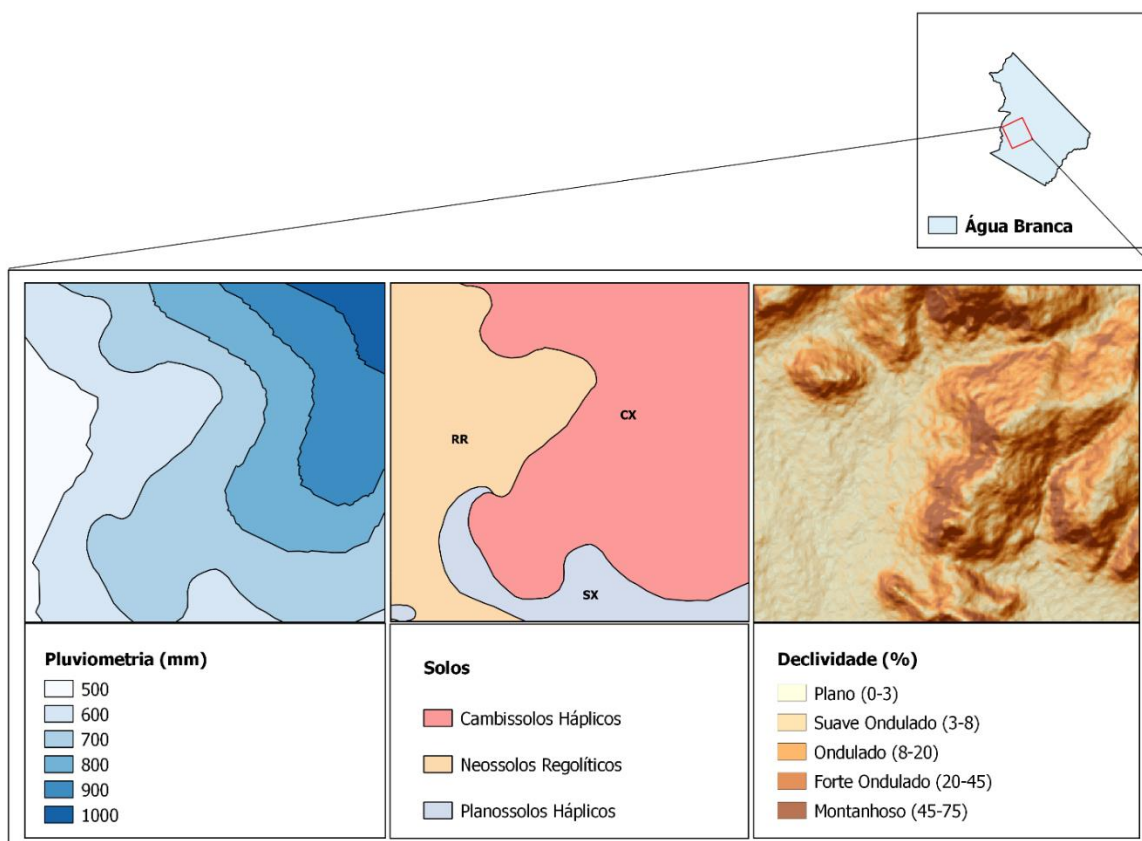 Água Branca
RR
CX
SX
Pluviometria (mm)
500
600
700
800
900
1000
Solos
Cambissolos Háplicos
Neossolos Regolíticos
Planossolos Háplicos
Declividade (%)
Plano (0-3)
Suave Ondulado (3-8)
Ondulado (8-20)
Forte Ondulado (20-45)
Montanhoso (45-75)